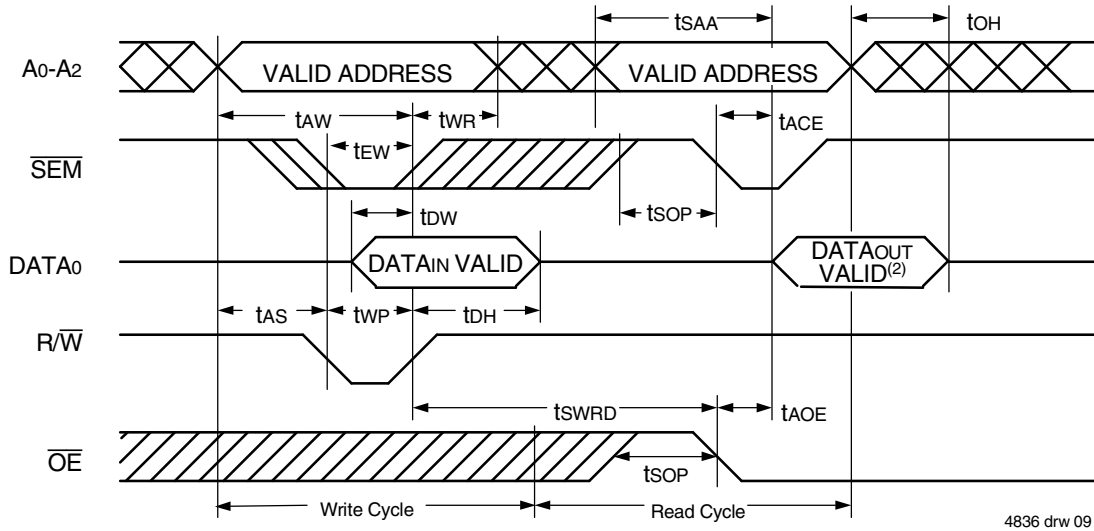 tSAA
tOH
A0-A2
VALID ADDRESS
VALID ADDRESS
tAW
tWR
tACE
tEW
SEM
tSOP
tDW
DATA0
DATAIN VALID
DATAOUT
VALID(2)
tAS
tWP
tDH
R/W
tSWRD
tAOE
OE
tSOP
Write Cycle
Read Cycle
4836 drw 09